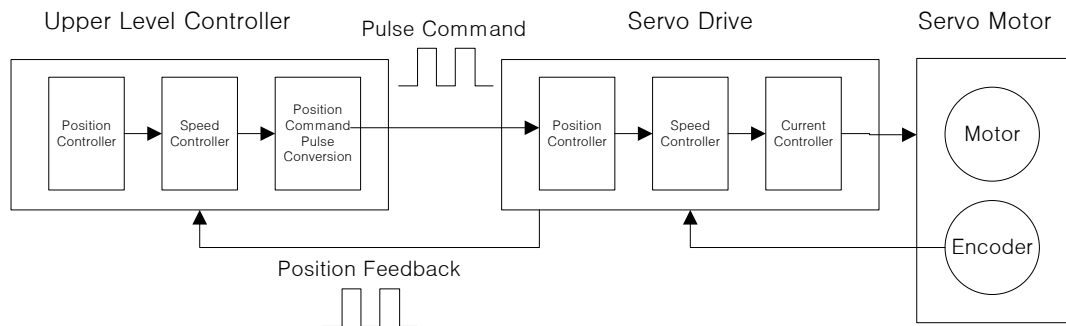 Upper Level Controller
Pulse Command
Servo Drive
Servo Motor
Position
Controller
Speed
Controller
Position
Command
Pulse
Conversion
Position
Controller
Speed
Controller
Current
Controller
Motor
Encoder
Position Feedback